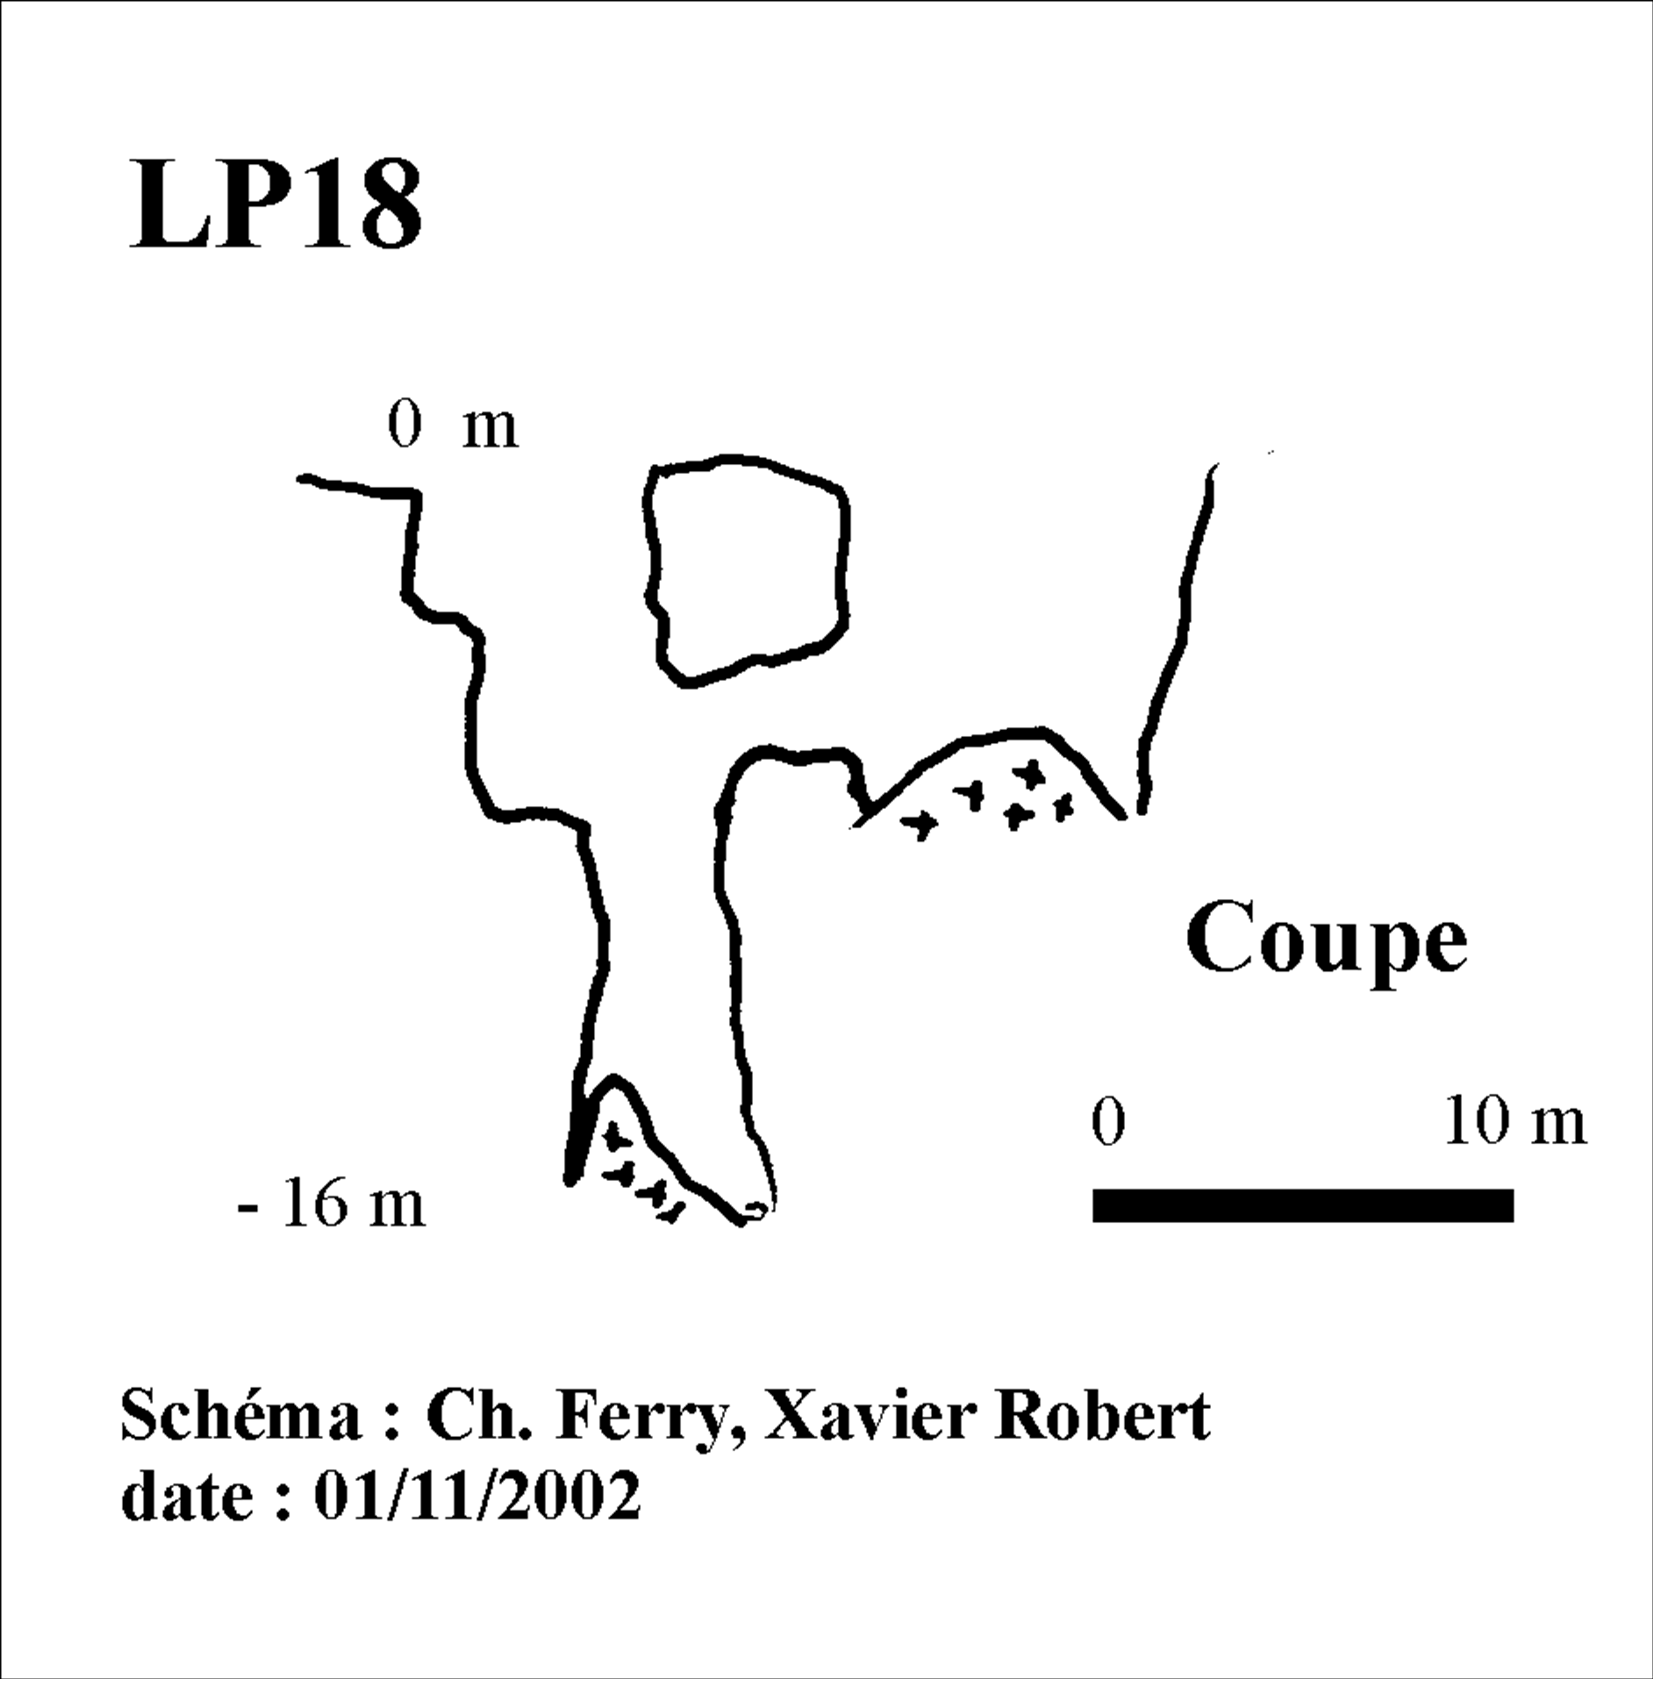 LP18
0 m
Coupe
0 10 m
- 16 m
Schéma : Ch. Ferry, Xavier Robert
date : 01/11/2002